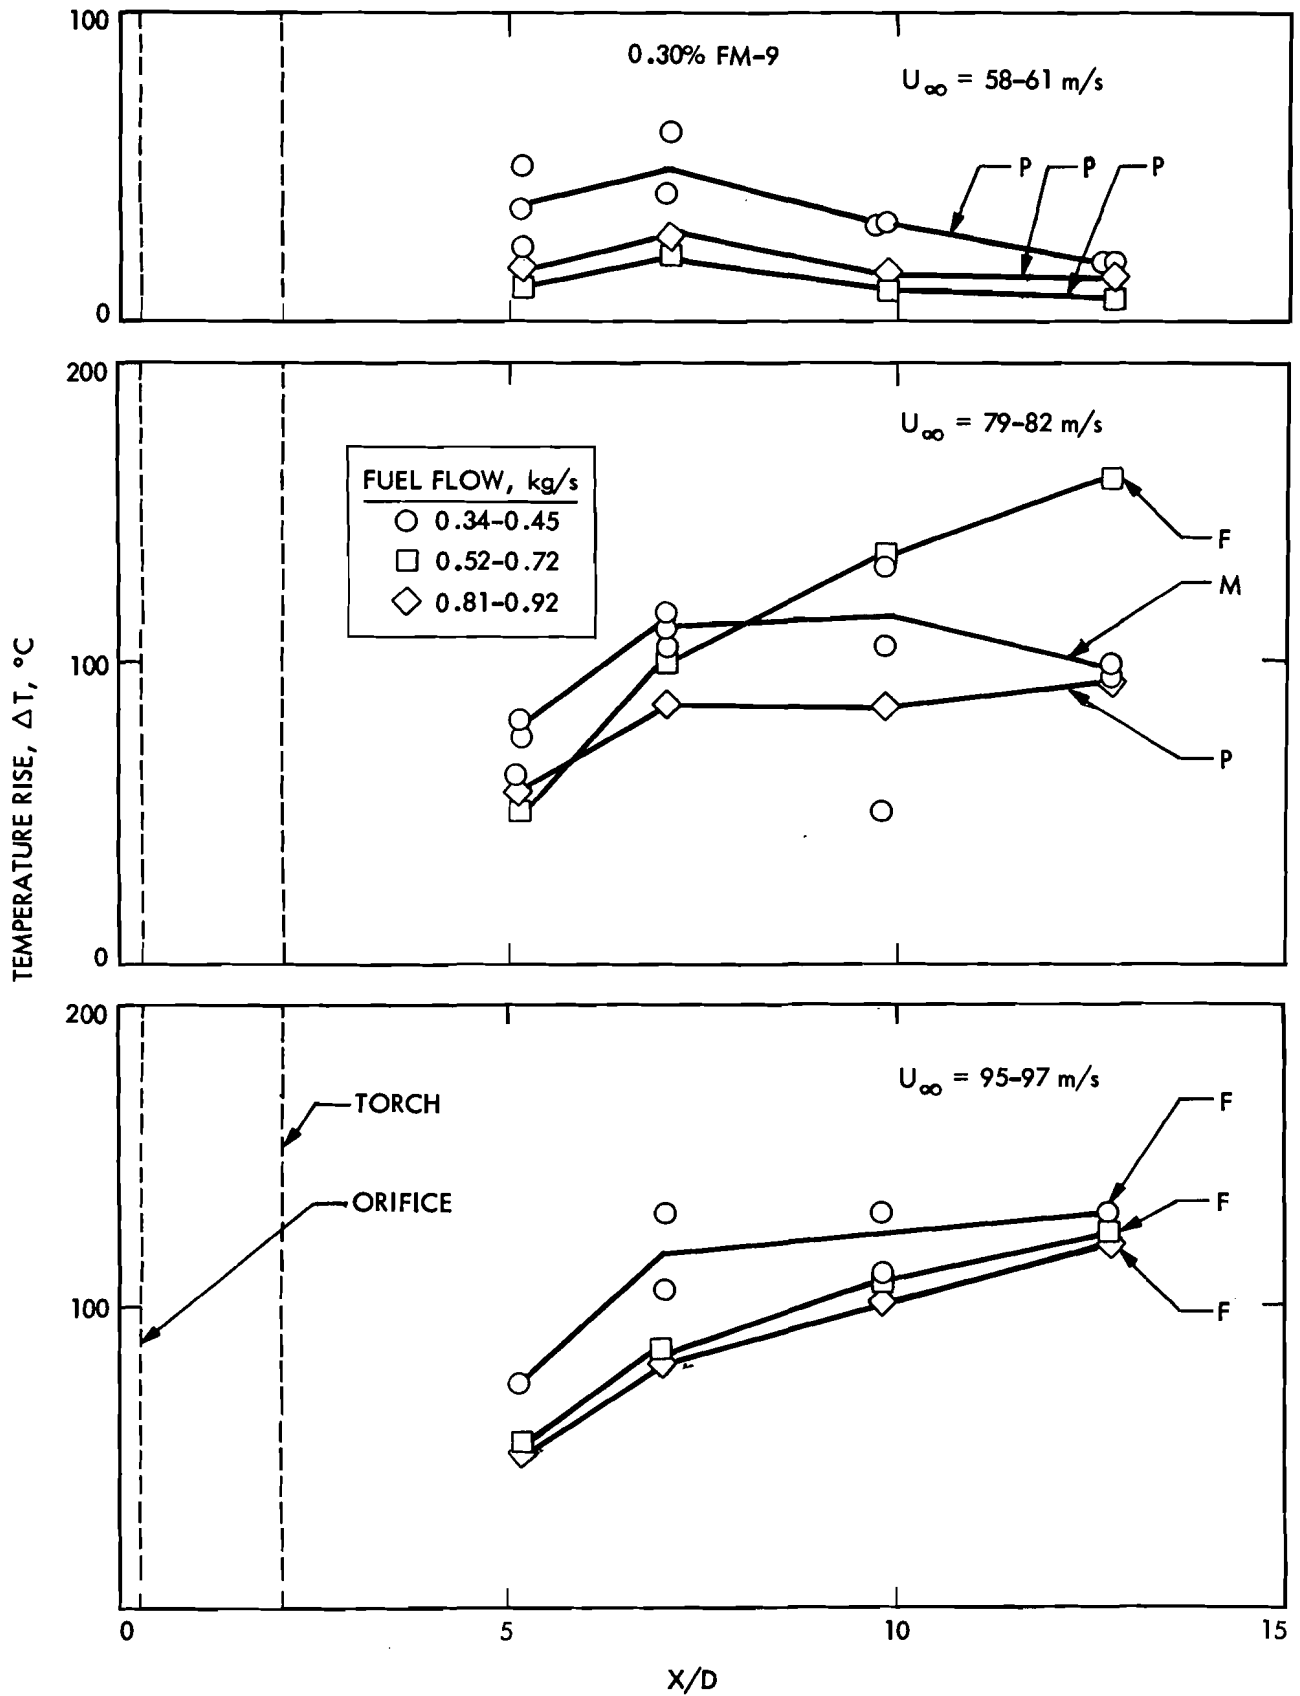 100
0.30% FM-9
U∞ = 58-61 m/s
P P P
0
200
U∞ = 79-82 m/s
FUEL FLOW, kg/s
0.34-0.45
0.52-0.72
0.81-0.92
F
M
100
P
0
TEMPERATURE RISE, ΔT, °C
200
U∞ = 95-97 m/s
TORCH
F
ORIFICE
F
100
F
0 5 10 15
X/D